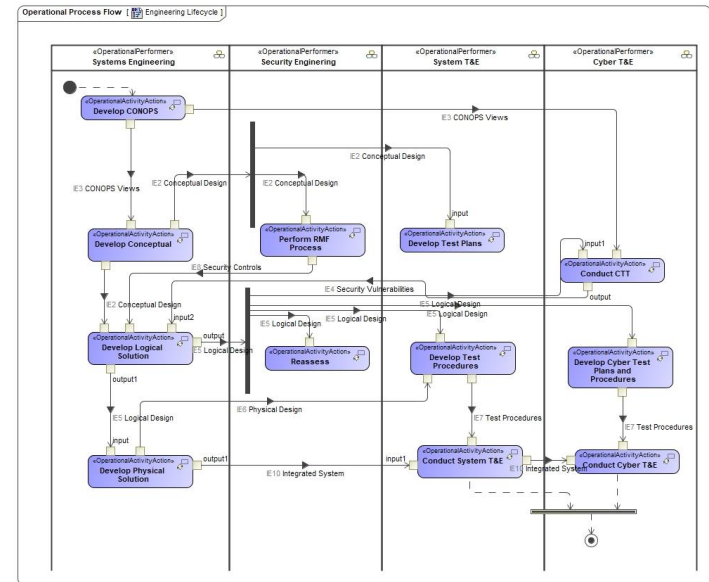 Operational Process Flow [ Engineering Lifecycle ]
«OperationalPerformer»
Systems Engineering
«OperationalPerformer»
Security Enginering
«OperationalPerformer»
System T&E
«OperationalPerformer»
Cyber T&E
«OperationalActivityAction»
Develop CONOPS
IE3 CONOPS Views
IE2 Conceptual Design
IE3 CONOPS Views
IE2 Conceptual Design
IE2 Conceptual Design
input
«OperationalActivityAction»
Develop Conceptual
«OperationalActivityAction»
Perform RMF
Process
«OperationalActivityAction»
Develop Test Plans
input1
«OperationalActivityAction»
Conduct CTT
IE8 Security Controls
IE4 Security Vulnerabilities
output
IE2 Conceptual Design
IE5 Logical Design
IE5 Logical Design
input2
IE5 Logical Design
IE5 Logical Design
«OperationalActivityAction»
Develop Logical
Solution
output
IE5 Logical Design
«OperationalActivityAction»
Reassess
«OperationalActivityAction»
Develop Test
Procedures
«OperationalActivityAction»
Develop Cyber Test
Plans and
Procedures
output1
IE6 Physical Design
IE5 Logical Design
IE7 Test Procedures
IE7 Test Procedures
input
«OperationalActivityAction»
Develop Physical
Solution
output1
IE10 Integrated System
input1
«OperationalActivityAction»
Conduct System T&E
IE10 Integrated System
«OperationalActivityAction»
Conduct Cyber T&E